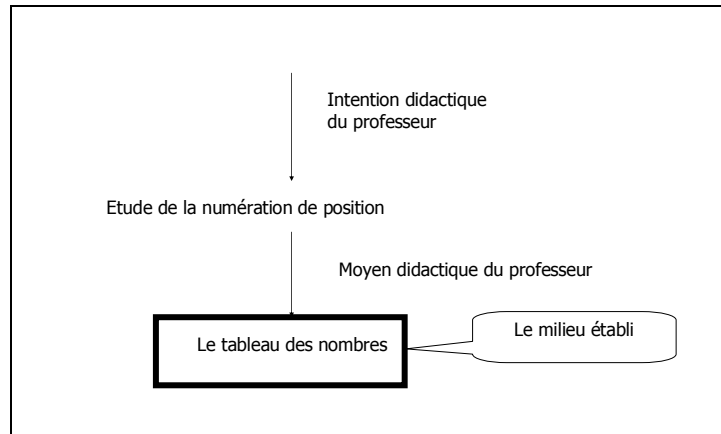 Intention didactique
du professeur
Etude de la numération de position
Moyen didactique du professeur
Le tableau des nombres
Le milieu établi